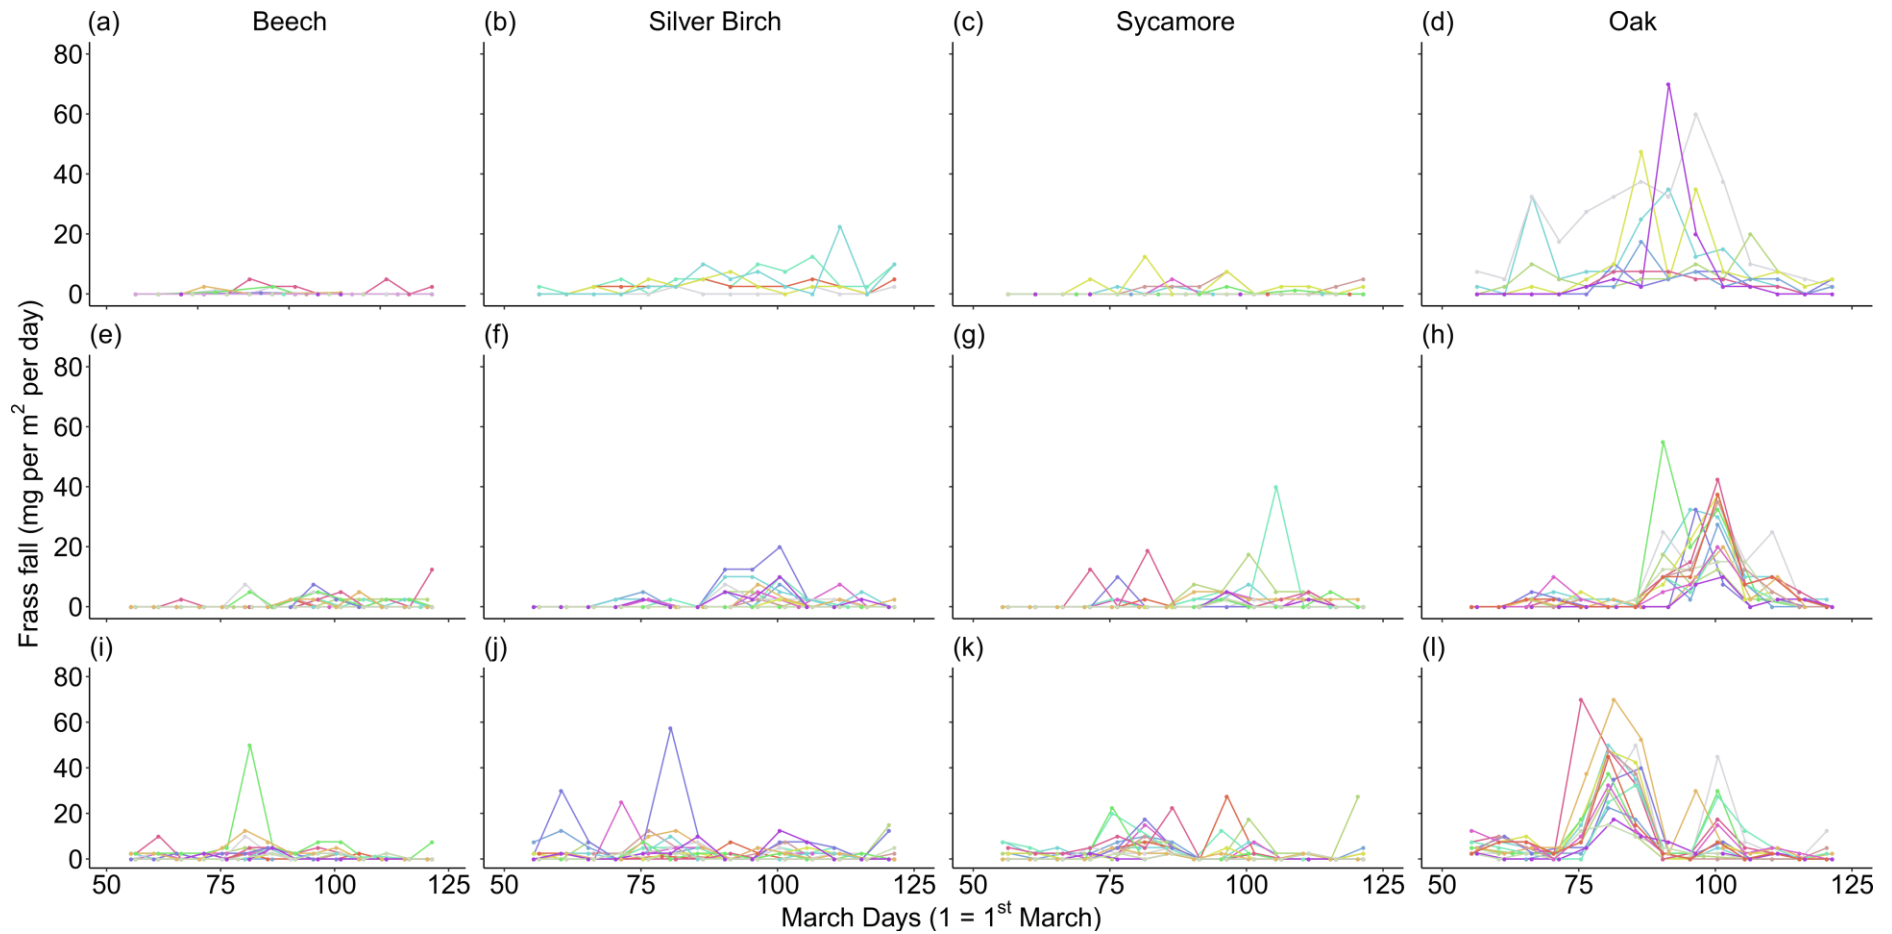 (a) Beech (b) Silver Birch (c) Sycamore (d) Oak
80
60
40
20
0
(e) (f) (g) (h)
80
60
40
20
0
(i) (j) (k) (l)
80
60
40
20
0
50 75 100 125 50 75 100 125 50 75 100 125 50 75 100 125
Frass fall (mg per m² per day)
March Days (1 = 1ˢᵗ March)